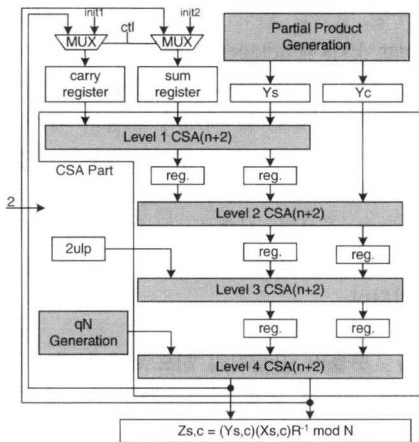 init1
init2
ctl
MUX
MUX
Partial Product
Generation
carry
register
sum
register
Ys
Yc
Level 1 CSA(n+2)
CSA Part
reg.
reg.
2
Level 2 CSA(n+2)
2ulp
reg.
reg.
Level 3 CSA(n+2)
qN
Generation
reg.
reg.
Level 4 CSA(n+2)
Zs,c = (Ys,c)(Xs,c)R⁻¹ mod N